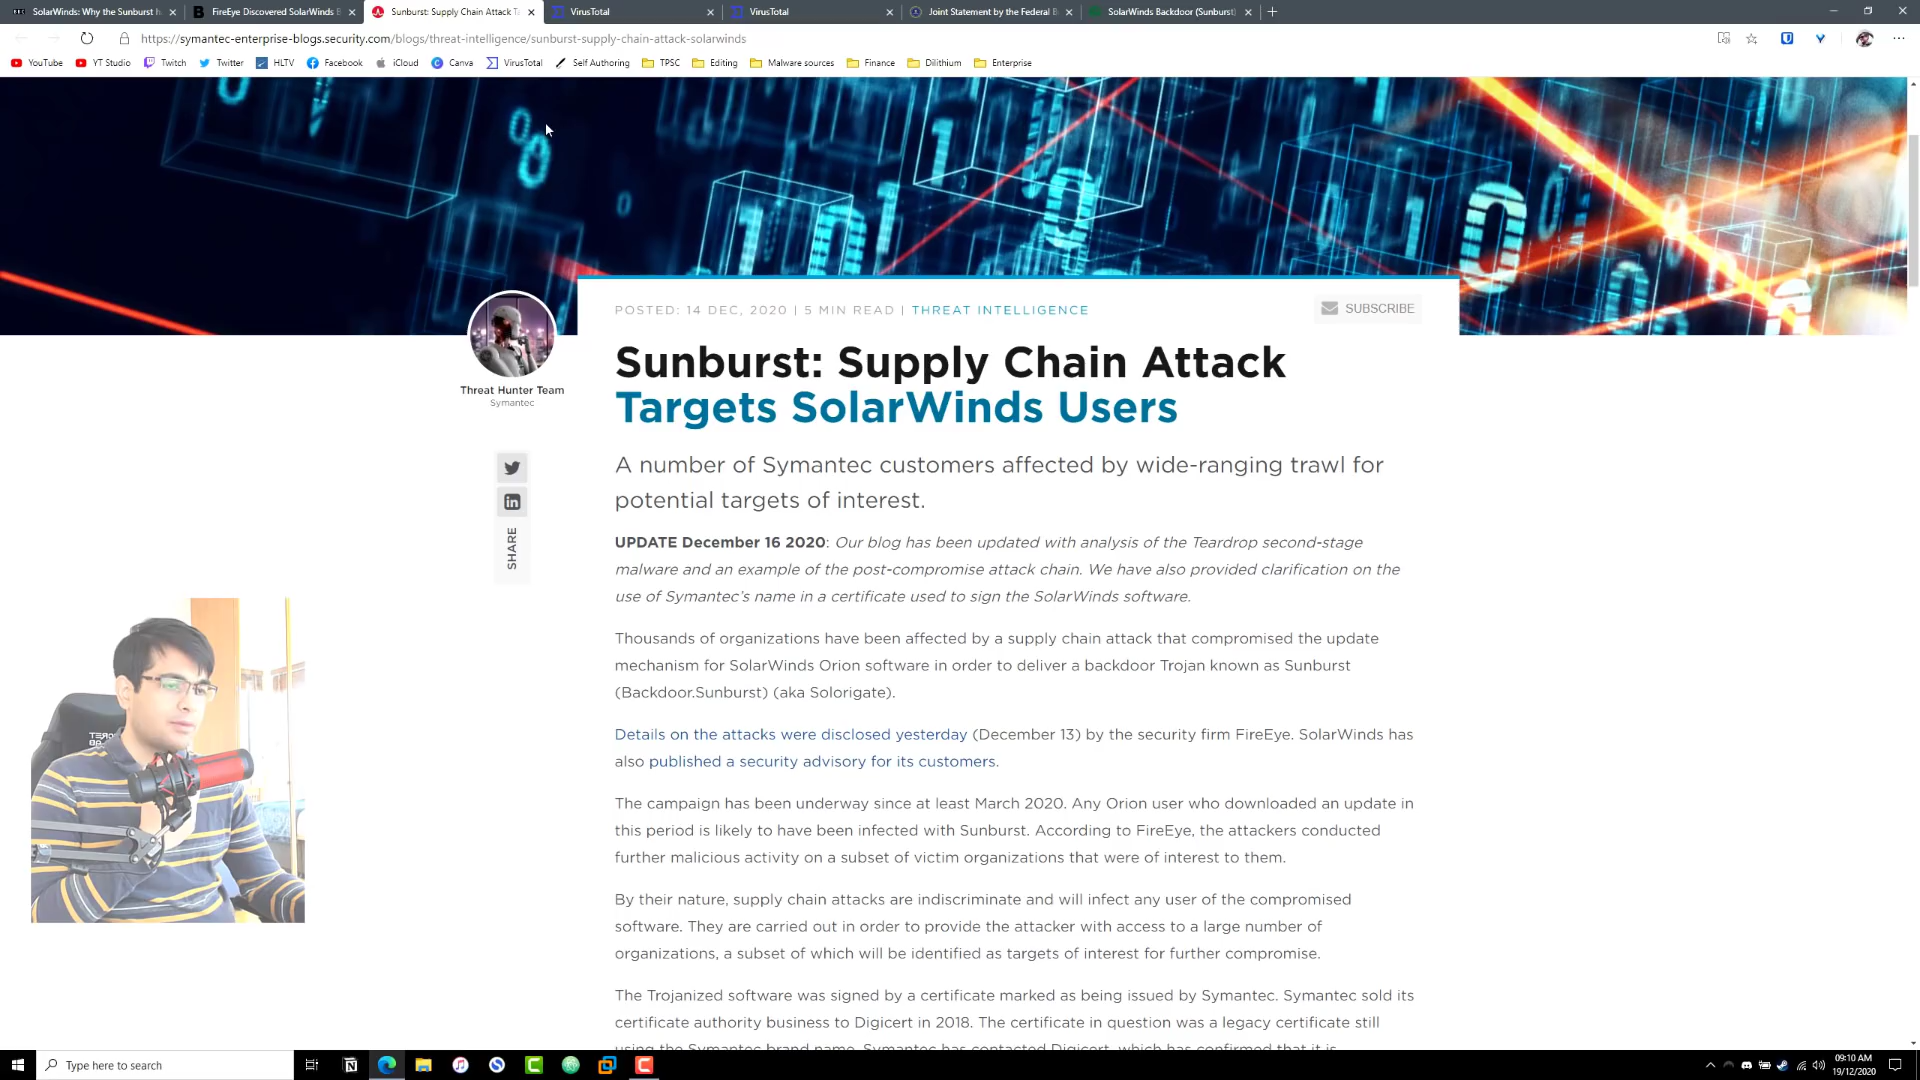 SolarWinds: Why the Sunburst h
FireEye Discovered SolarWinds B
Sunburst: Supply Chain Attack T
VirusTotal
VirusTotal
Joint Statement by the Federal B
SolarWinds Backdoor (Sunburst)
https://symantec-enterprise-blogs.security.com/blogs/threat-intelligence/sunburst-supply-chain-attack-solarwinds
YouTube
YT Studio
Twitch
Twitter
HLTV
Facebook
iCloud
Canva
VirusTotal
Self Authoring
TPSC
Editing
Malware sources
Finance
Dilithium
Enterprise
POSTED: 14 DEC, 2020 | 5 MIN READ | THREAT INTELLIGENCE
SUBSCRIBE
Sunburst: Supply Chain Attack
Targets SolarWinds Users
Threat Hunter Team
Symantec
SHARE
A number of Symantec customers affected by wide-ranging trawl for
potential targets of interest.
UPDATE December 16 2020: Our blog has been updated with analysis of the Teardrop second-stage
malware and an example of the post-compromise attack chain. We have also provided clarification on the
use of Symantec's name in a certificate used to sign the SolarWinds software.
Thousands of organizations have been affected by a supply chain attack that compromised the update
mechanism for SolarWinds Orion software in order to deliver a backdoor Trojan known as Sunburst
(Backdoor.Sunburst) (aka Solorigate).
Details on the attacks were disclosed yesterday (December 13) by the security firm FireEye. SolarWinds has
also published a security advisory for its customers.
The campaign has been underway since at least March 2020. Any Orion user who downloaded an update in
this period is likely to have been infected with Sunburst. According to FireEye, the attackers conducted
further malicious activity on a subset of victim organizations that were of interest to them.
By their nature, supply chain attacks are indiscriminate and will infect any user of the compromised
software. They are carried out in order to provide the attacker with access to a large number of
organizations, a subset of which will be identified as targets of interest for further compromise.
The Trojanized software was signed by a certificate marked as being issued by Symantec. Symantec sold its
certificate authority business to Digicert in 2018. The certificate in question was a legacy certificate still
using the Symantec brand name. Symantec has contacted Digicert, which has confirmed that it is
Type here to search
09:10 AM
19/12/2020